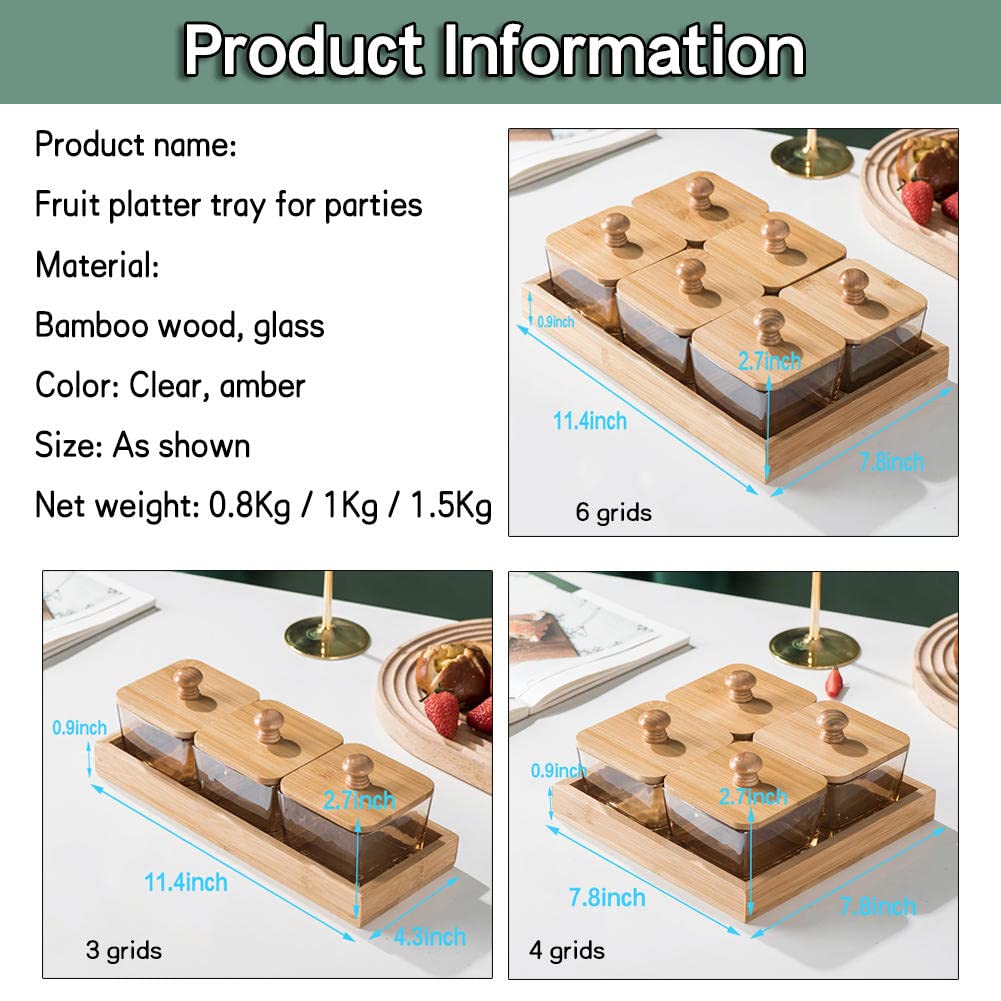 Product Information
Product name:
Fruit platter tray for parties
Material:
Bamboo wood, glass
Color: Clear, amber
Size: As shown
Net weight: 0.8Kg / 1Kg / 1.5Kg
0.9inch
2.7inch
11.4inch
7.8inch
6 grids
0.9inch
2.7inch
11.4inch
4.3inch
3 grids
0.9inch
2.7inch
7.8inch
7.8inch
4 grids